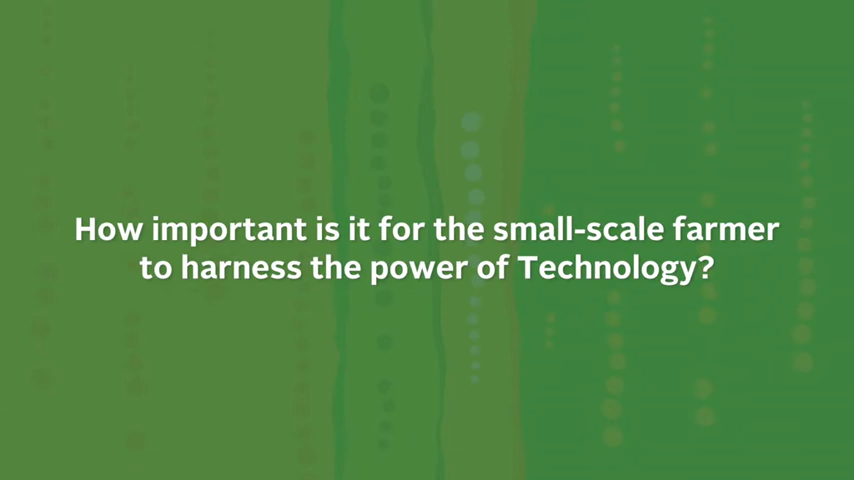 How important is it for the small-scale farmer
to harness the power of Technology?